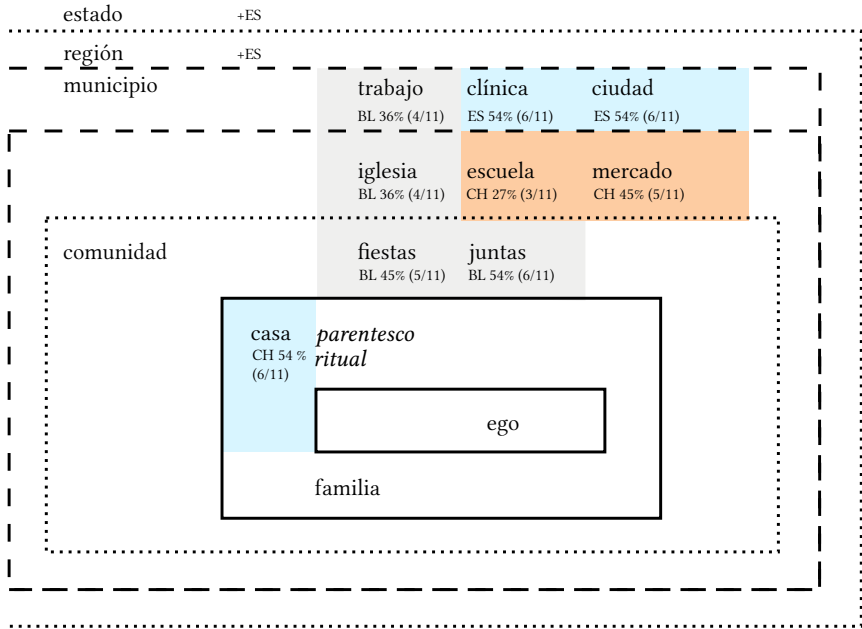 estado +ES
región +ES
municipio
trabajo clínica ciudad
BL 36% (4/11) ES 54% (6/11) ES 54% (6/11)
iglesia escuela mercado
BL 36% (4/11) CH 27% (3/11) CH 45% (5/11)
comunidad fiestas juntas
BL 45% (5/11) BL 54% (6/11)
casa parentesco
CH 54 % ritual
(6/11)
ego
familia